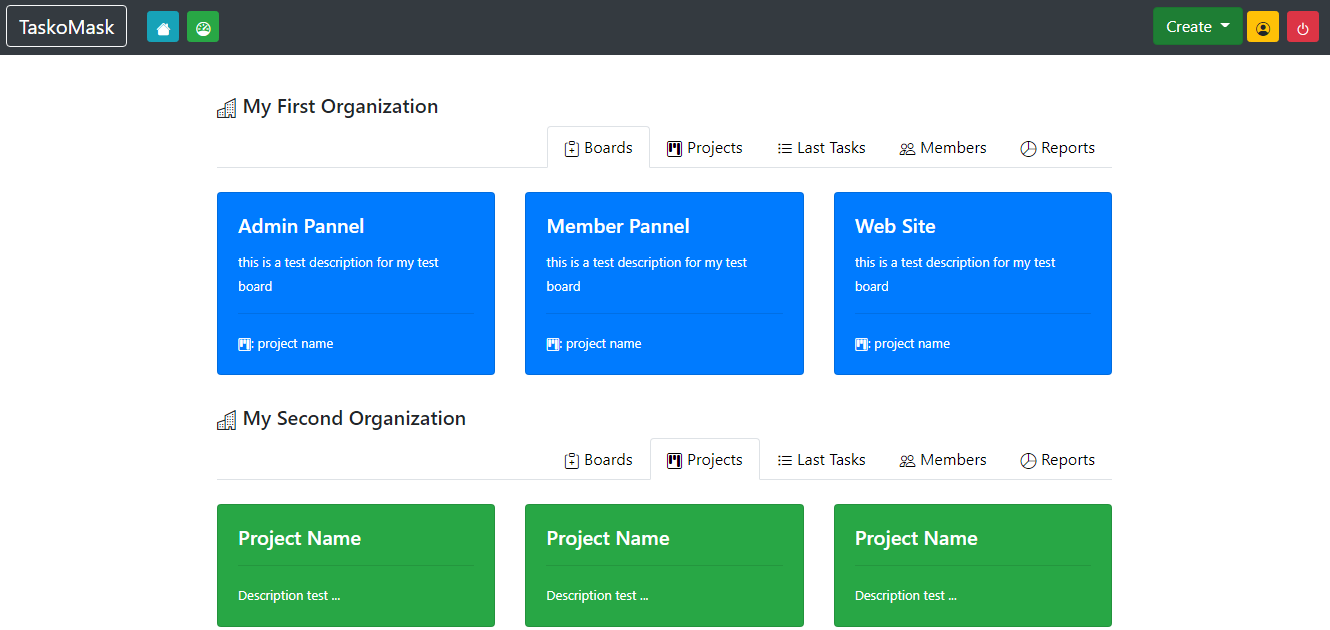 TaskoMask
Create
My First Organization
Boards Projects Last Tasks Members Reports
Admin Pannel
this is a test description for my test
board
: project name
Member Pannel
this is a test description for my test
board
: project name
Web Site
this is a test description for my test
board
: project name
My Second Organization
Boards Projects Last Tasks Members Reports
Project Name
Description test ...
Project Name
Description test ...
Project Name
Description test ...